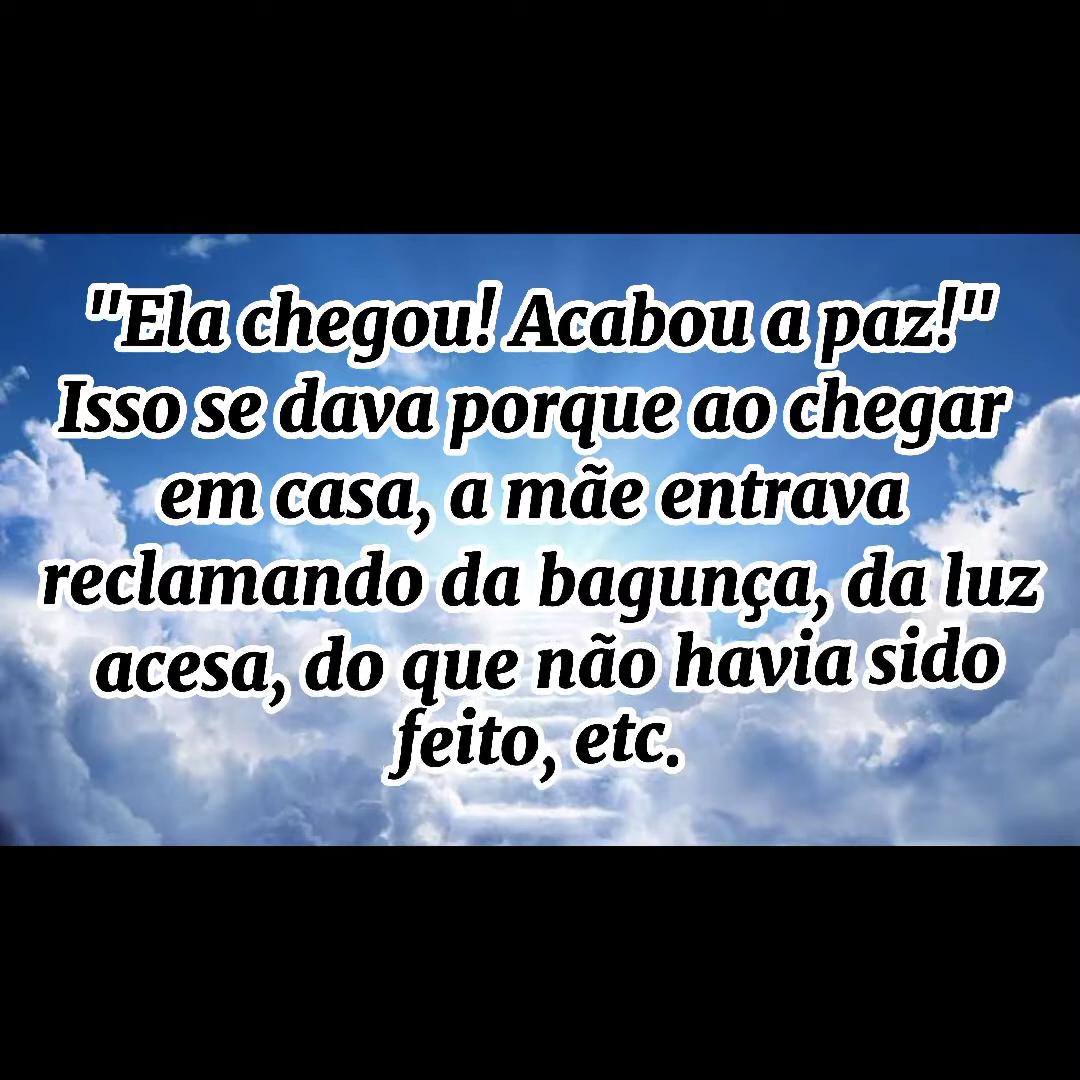 "Ela chegou! Acabou a paz!"
Isso se dava porque ao chegar
em casa, a mãe entrava
reclamando da bagunça, da luz
acesa, do que não havia sido
feito, etc.